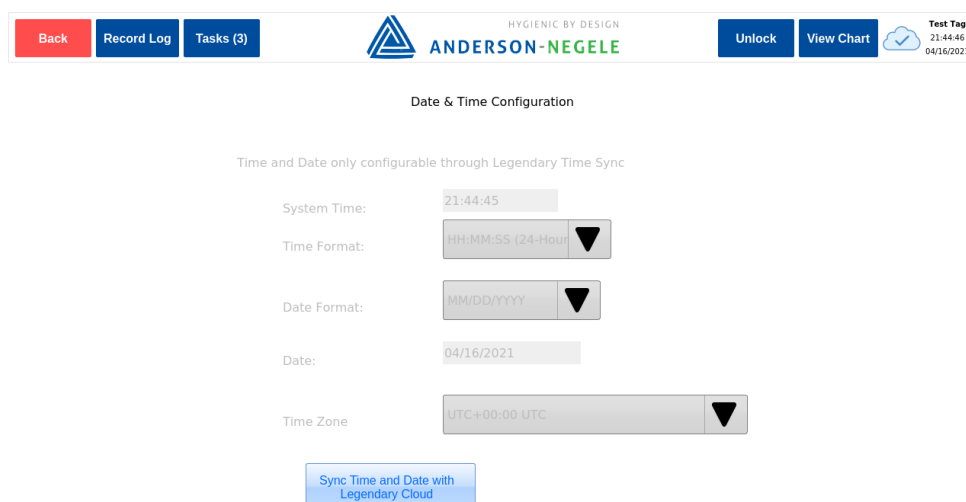 Back
Record Log
Tasks (3)
HYGIENIC BY DESIGN
ANDERSON-NEGELE
Unlock
View Chart
Test Tag
21:44:46
04/16/2021
Date & Time Configuration
Time and Date only configurable through Legendary Time Sync
System Time:
21:44:45
Time Format:
HH:MM:SS (24-Hour
Date Format:
MM/DD/YYYY
Date:
04/16/2021
Time Zone
UTC+00:00 UTC
Sync Time and Date with
Legendary Cloud